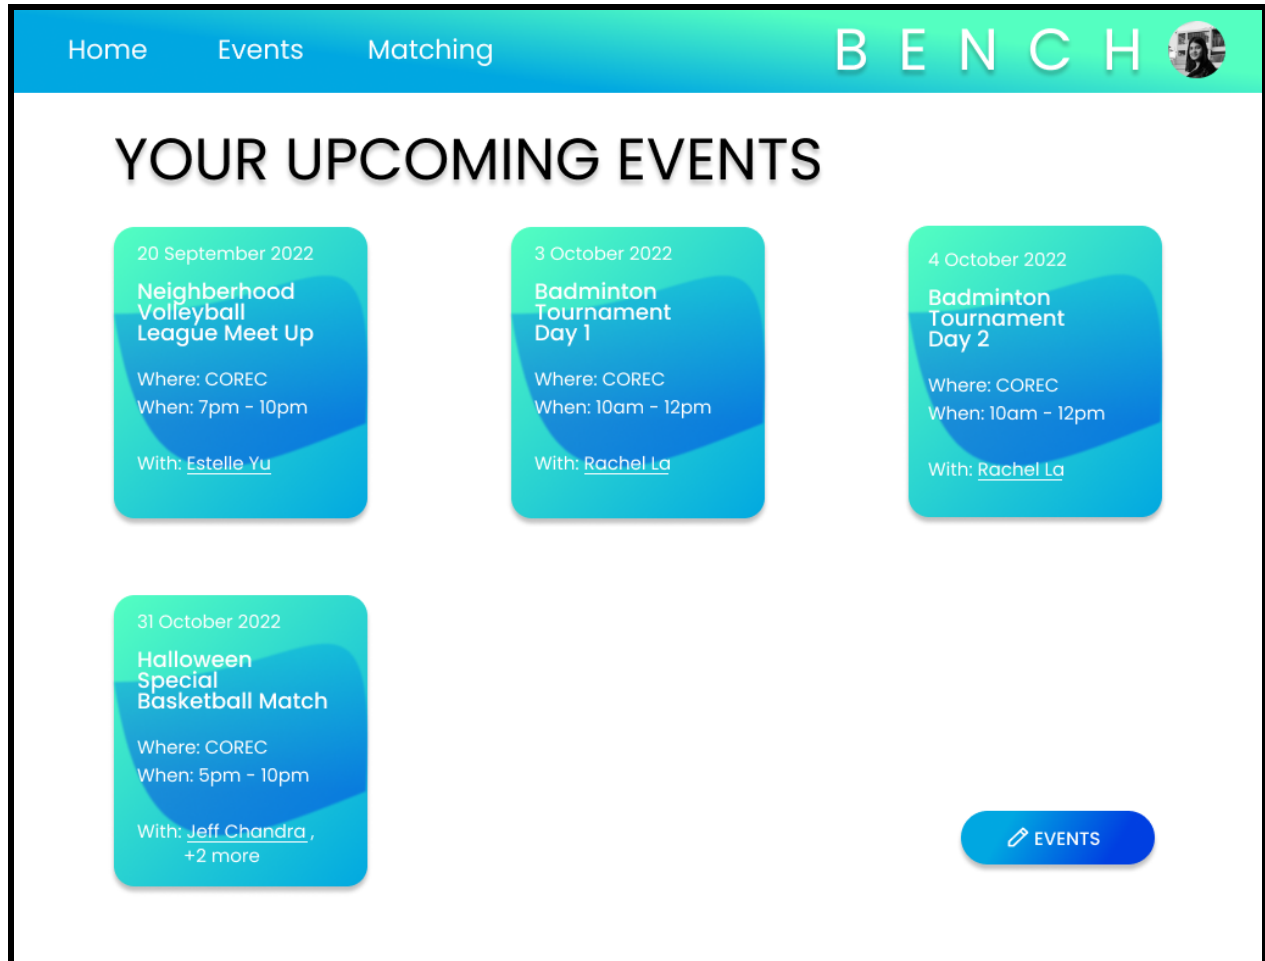 Home Events Matching B E N C H
YOUR UPCOMING EVENTS
20 September 2022
Neighberhood
Volleyball
League Meet Up
Where: COREC
When: 7pm - 10pm
With: Estelle Yu
3 October 2022
Badminton
Tournament
Day 1
Where: COREC
When: 10am - 12pm
With: Rachel La
4 October 2022
Badminton
Tournament
Day 2
Where: COREC
When: 10am - 12pm
With: Rachel La
31 October 2022
Halloween
Special
Basketball Match
Where: COREC
When: 5pm - 10pm
With: Jeff Chandra ,
+2 more
EVENTS